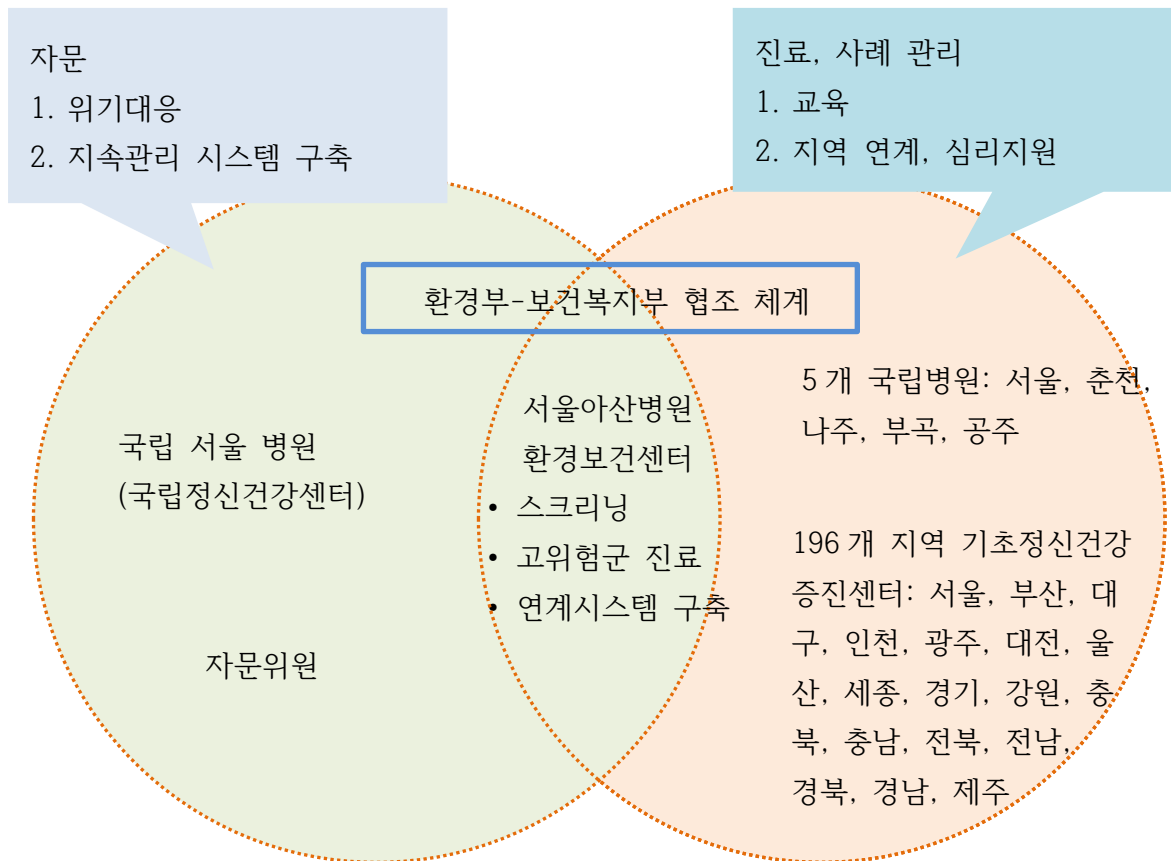 자문
1. 위기대응
2. 지속관리 시스템 구축
진료, 사례 관리
1. 교육
2. 지역 연계, 심리지원
환경부-보건복지부 협조 체계
국립 서울 병원
(국립정신건강센터)
자문위원
서울아산병원
환경보건센터
• 스크리닝
• 고위험군 진료
• 연계시스템 구축
5개 국립병원: 서울, 춘천,
나주, 부곡, 공주
196개 지역 기초정신건강
증진센터: 서울, 부산, 대
구, 인천, 광주, 대전, 울
산, 세종, 경기, 강원, 충
북, 충남, 전북, 전남,
경북, 경남, 제주